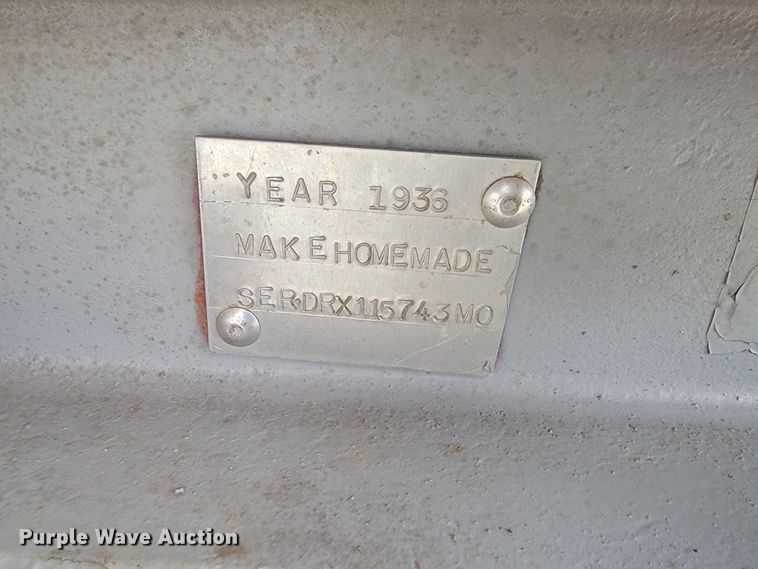 YEAR 1936
MAKE HOMEMADE
SER.DRX115743MO
Purple Wave Auction